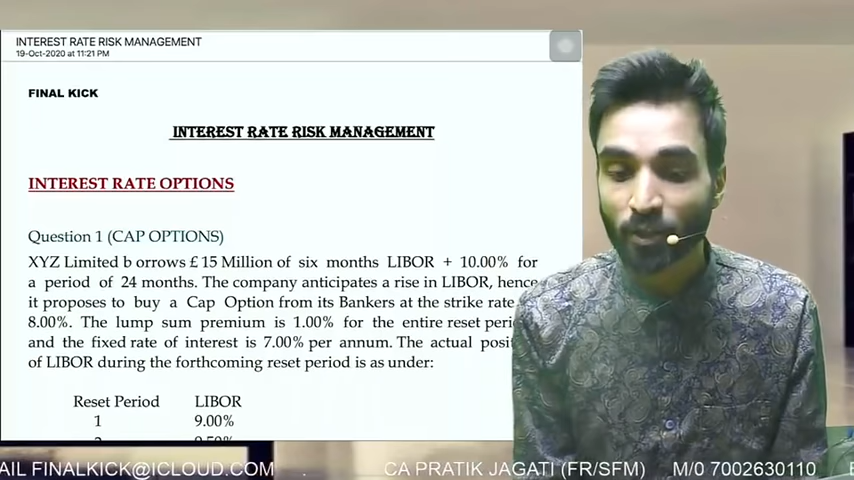 INTEREST RATE RISK MANAGEMENT
19-Oct-2020 at 11:21 PM
FINAL KICK
INTEREST RATE RISK MANAGEMENT
INTEREST RATE OPTIONS
Question 1 (CAP OPTIONS)
XYZ Limited b orrows £ 15 Million of six months LIBOR + 10.00% for
a period of 24 months. The company anticipates a rise in LIBOR, hence
it proposes to buy a Cap Option from its Bankers at the strike rate
8.00%. The lump sum premium is 1.00% for the entire reset
and the fixed rate of interest is 7.00% per annum. The actual
of LIBOR during the forthcoming reset period is as under:
Reset Period LIBOR
1 9.00%
FINALKICK@ICLOUD.COM CA PRATIK JAGATI (FR/SFM) M/0 7002630110